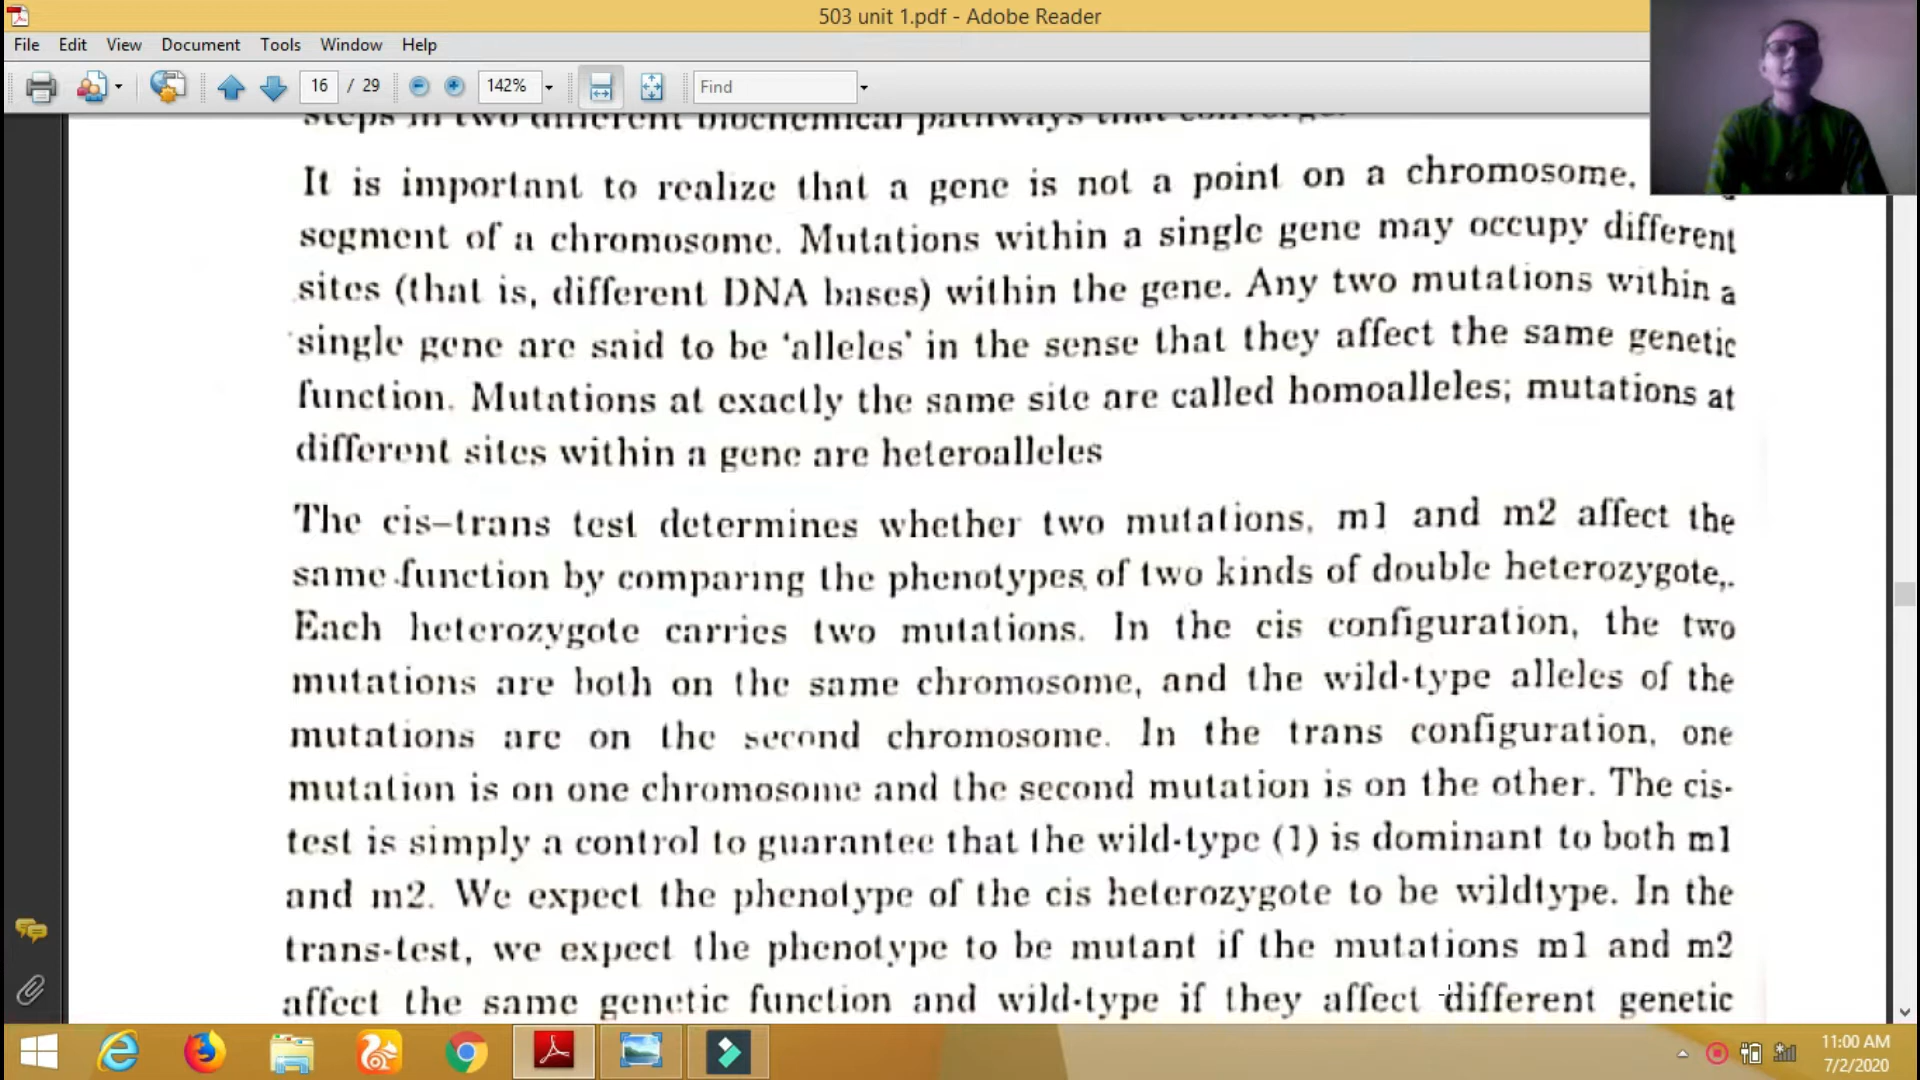 503 unit 1.pdf - Adobe Reader
File Edit View Document Tools Window Help
16 / 29 142% Find
steps in two different biochemical pathways that
It is important to realize that a gene is not a point on a chromosome,
segment of a chromosome. Mutations within a single gene may occupy different
sites (that is, different DNA bases) within the gene. Any two mutations within a
single gene are said to be ‘alleles’ in the sense that they affect the same genetic
function. Mutations at exactly the same site are called homoalleles; mutations at
different sites within a gene are heteroalleles
The cis–trans test determines whether two mutations, m1 and m2 affect the
same function by comparing the phenotypes of two kinds of double heterozygote,.
Each heterozygote carries two mutations. In the cis configuration, the two
mutations are both on the same chromosome, and the wild-type alleles of the
mutations are on the second chromosome. In the trans configuration, one
mutation is on one chromosome and the second mutation is on the other. The cis-
test is simply a control to guarantee that the wild-type (1) is dominant to both m1
and m2. We expect the phenotype of the cis heterozygote to be wildtype. In the
trans-test, we expect the phenotype to be mutant if the mutations m1 and m2
affect the same genetic function and wild-type if they affect different genetic
11:00 AM
7/2/2020